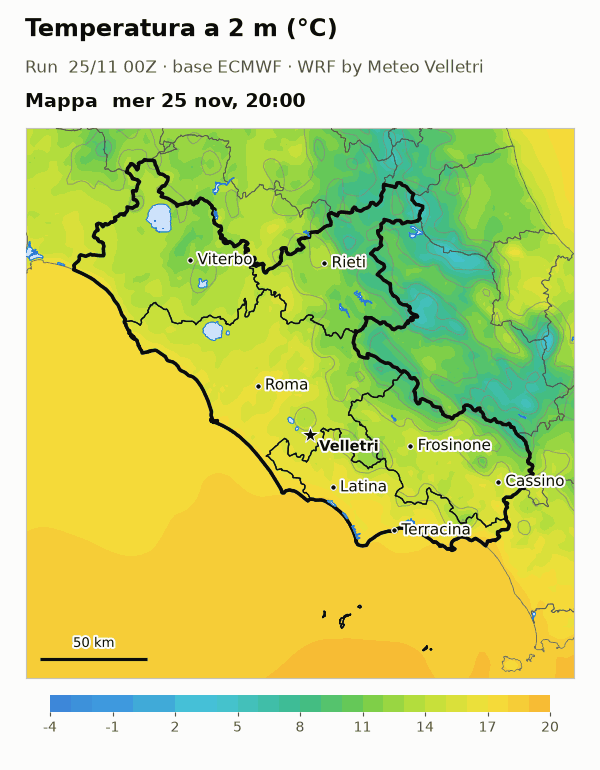 Temperatura a 2 m (°C)
Run  25/11 00Z · base ECMWF · WRF by Meteo Velletri
Mappa  mer 25 nov, 20:00
Viterbo
Rieti
Roma
Velletri
Frosinone
Cassino
Latina
Terracina
50 km
-4 -1 2 5 8 11 14 17 20